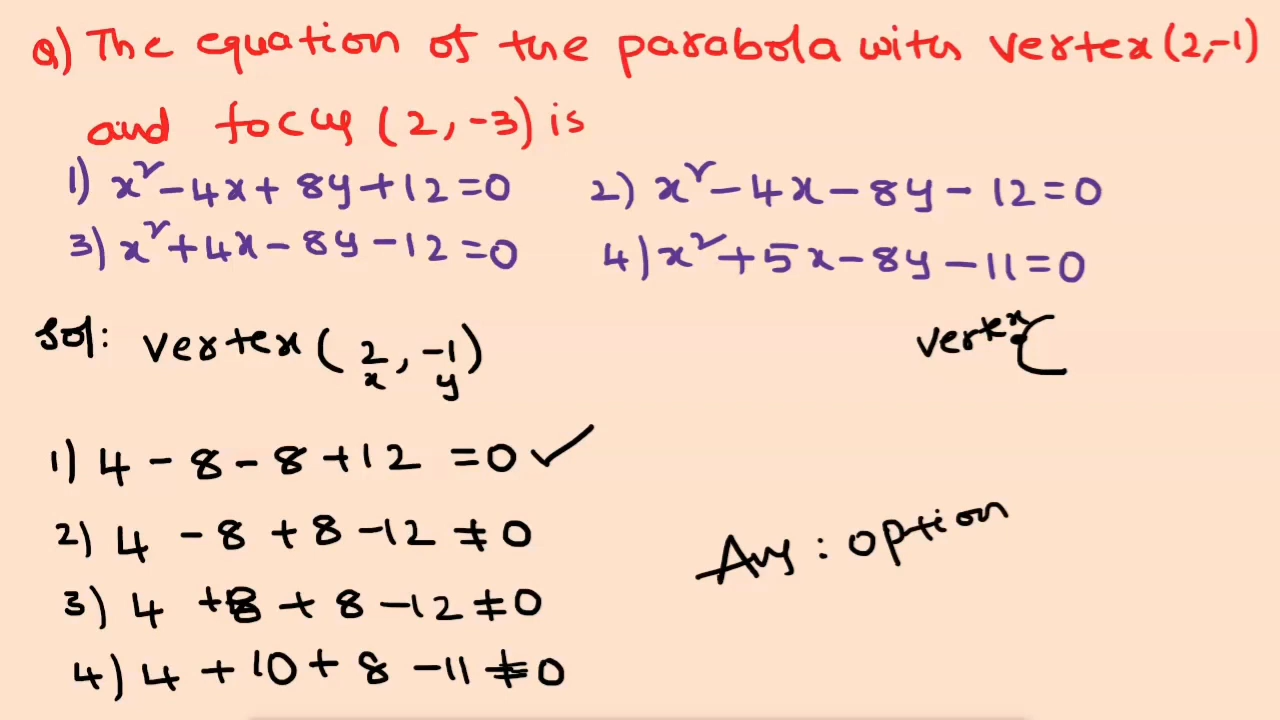 Q) The equation of the parabola with vertex (2,-1)
and focus (2, -3) is
1) x² - 4x + 8y + 12 = 0 2) x² - 4x - 8y - 12 = 0
3) x² + 4x - 8y - 12 = 0 4) x² + 5x - 8y - 11 = 0
Sol: vertex (2, -1) vertex
x y
1) 4 - 8 - 8 + 12 = 0 ✓
2) 4 - 8 + 8 - 12 ≠ 0
Ans : option
3) 4 + 8 + 8 - 12 ≠ 0
4) 4 + 10 + 8 - 11 ≠ 0